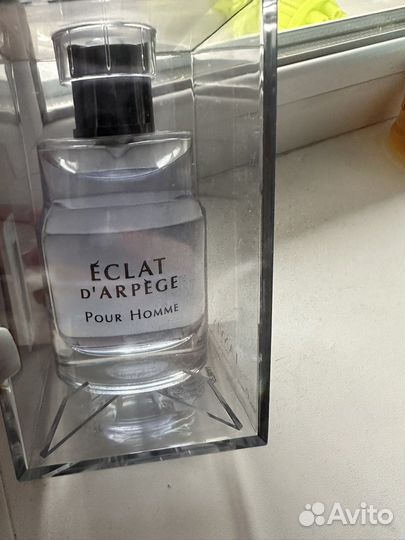 ÉCLAT
D'ARPÈGE
POUR HOMME
Avito